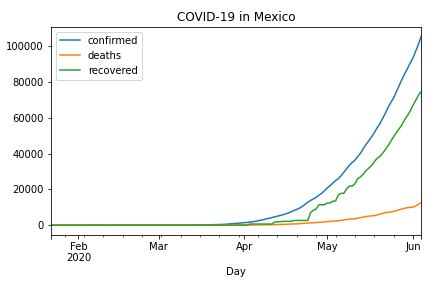 COVID-19 in Mexico
confirmed
deaths
recovered
100000
80000
60000
40000
20000
0
Feb Mar Apr May Jun
2020
Day